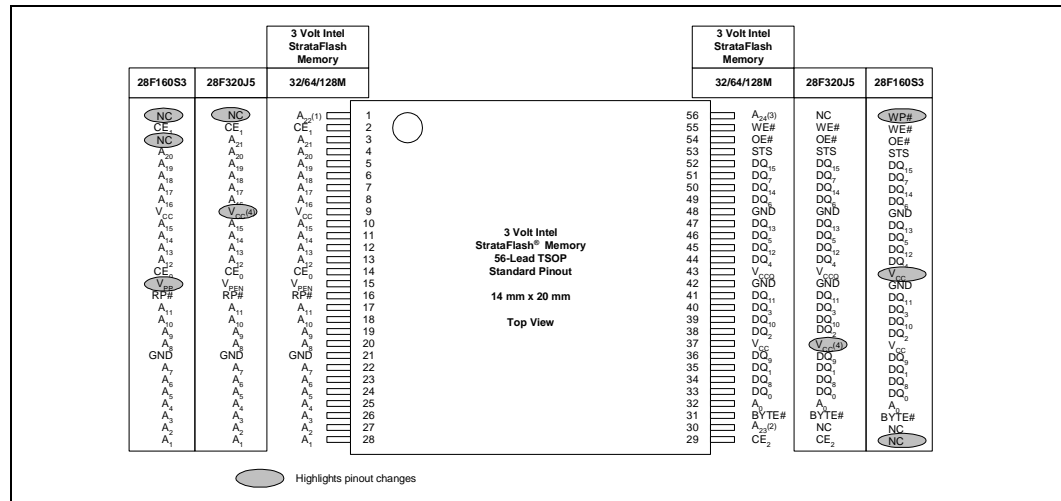 3 Volt Intel
StrataFlash
Memory
3 Volt Intel
StrataFlash
Memory
28F160S3 28F320J5 32/64/128M 32/64/128M 28F320J5 28F160S3
NC NC A22(1) 1 56 A24(3) NC WP#
CE1 CE1 CE1 2 55 WE# WE# WE#
NC A21 A21 3 54 OE# OE# OE#
A20 A20 A20 4 53 STS STS STS
A19 A19 A19 5 52 DQ15 DQ15 DQ15
A18 A18 A18 6 51 DQ7 DQ7 DQ7
A17 A17 A17 7 50 DQ14 DQ14 DQ14
A16 A16 A16 8 49 DQ6 DQ6 DQ6
VCC VCC(4) VCC 9 48 GND GND GND
A15 A15 A15 10 47 DQ13 DQ13 DQ13
A14 A14 A14 11 46 DQ5 DQ5 DQ5
A13 A13 A13 12 45 DQ12 DQ12 DQ12
A12 A12 A12 13 44 DQ4 DQ4 DQ4
CE0 CE0 CE0 14 43 VCCQ VCCQ VCC
VPP VPEN VPEN 15 42 GND GND GND
RP# RP# RP# 16 41 DQ11 DQ11 DQ11
A11 A11 A11 17 40 DQ3 DQ3 DQ3
A10 A10 A10 18 39 DQ10 DQ10 DQ10
A9 A9 A9 19 38 DQ2 DQ2 DQ2
A8 A8 A8 20 37 VCC VCC(4) VCC
GND GND GND 21 36 DQ9 DQ9 DQ9
A7 A7 A7 22 35 DQ1 DQ1 DQ1
A6 A6 A6 23 34 DQ8 DQ8 DQ8
A5 A5 A5 24 33 DQ0 DQ0 DQ0
A4 A4 A4 25 32 A0 A0 A0
A3 A3 A3 26 31 BYTE# BYTE# BYTE#
A2 A2 A2 27 30 A23(2) NC NC
A1 A1 A1 28 29 CE2 CE2 NC
3 Volt Intel
StrataFlash® Memory
56-Lead TSOP
Standard Pinout
14 mm x 20 mm
Top View
Highlights pinout changes